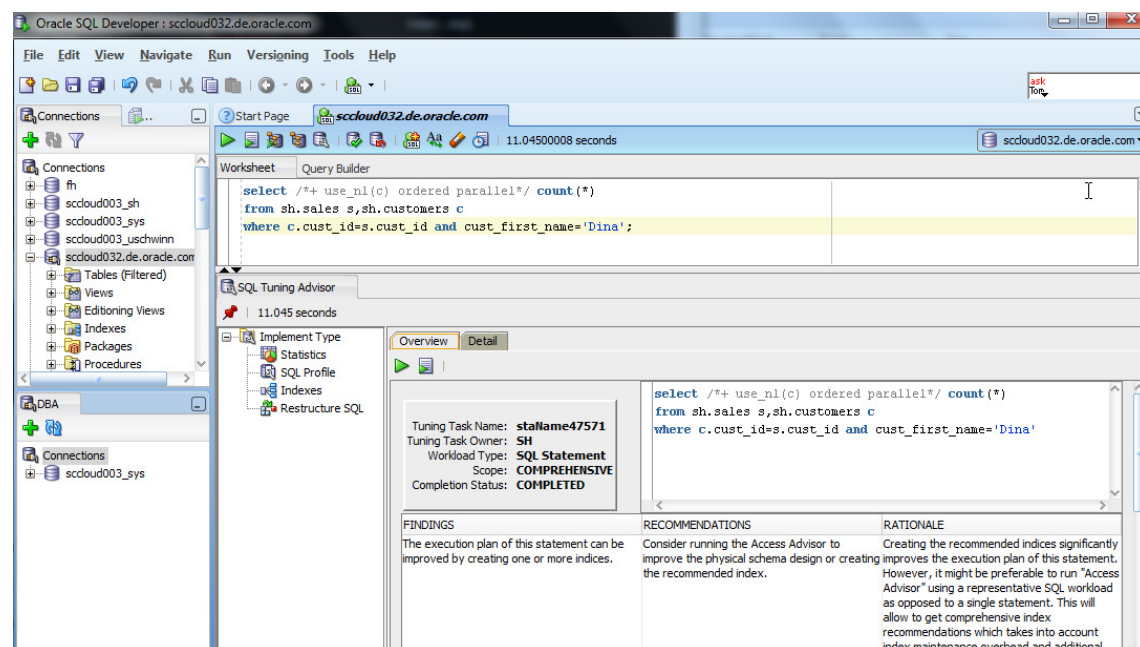 Oracle SQL Developer : sccloud032.de.oracle.com
File Edit View Navigate Run Versioning Tools Help
ask
Tom
Connections
Start Page
sccloud032.de.oracle.com
11.04500008 seconds
sccloud032.de.oracle.com
Worksheet Query Builder
Connections
fh
sccloud003_sh
sccloud003_sys
sccloud003_uschwinn
sccloud032.de.oracle.com
Tables (Filtered)
Views
Editioning Views
Indexes
Packages
Procedures
select /*+ use_nl(c) ordered parallel*/ count(*)
from sh.sales s,sh.customers c
where c.cust_id=s.cust_id and cust_first_name='Dina';
SQL Tuning Advisor
11.045 seconds
Implement Type
Statistics
SQL Profile
Indexes
Restructure SQL
DBA
Connections
sccloud003_sys
Overview Detail
Tuning Task Name: staName47571
Tuning Task Owner: SH
Workload Type: SQL Statement
Scope: COMPREHENSIVE
Completion Status: COMPLETED
select /*+ use_nl(c) ordered parallel*/ count(*)
from sh.sales s,sh.customers c
where c.cust_id=s.cust_id and cust_first_name='Dina'
FINDINGS RECOMMENDATIONS RATIONALE
The execution plan of this statement can be
improved by creating one or more indices.
Consider running the Access Advisor to
improve the physical schema design or creating
the recommended index.
Creating the recommended indices significantly
improves the execution plan of this statement.
However, it might be preferable to run "Access
Advisor" using a representative SQL workload
as opposed to a single statement. This will
allow to get comprehensive index
recommendations which takes into account
index maintenance overhead and additional